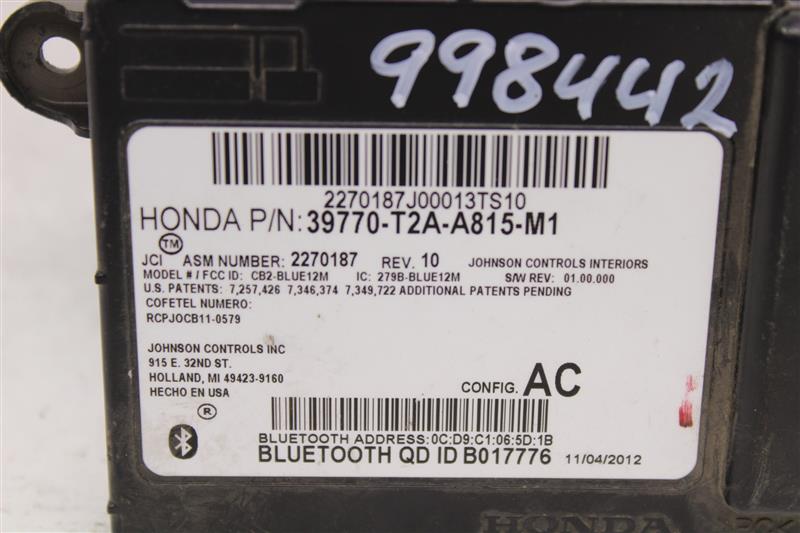 998442
2270187J00013TS10
HONDA P/N: 39770-T2A-A815-M1
TM
JCI ASM NUMBER: 2270187 REV. 10 JOHNSON CONTROLS INTERIORS
MODEL # / FCC ID: CB2-BLUE12M IC: 279B-BLUE12M S/W REV: 01.00.000
U.S. PATENTS: 7,257,426 7,346,374 7,349,722 ADDITIONAL PATENTS PENDING
COFETEL NUMERO:
RCPJOCB11-0579
JOHNSON CONTROLS INC
915 E. 32ND ST.
HOLLAND, MI 49423-9160
HECHO EN USA
CONFIG. AC
®
BLUETOOTH ADDRESS:0C:D9:C1:06:5D:1B
BLUETOOTH QD ID B017776 11/04/2012
HONDA